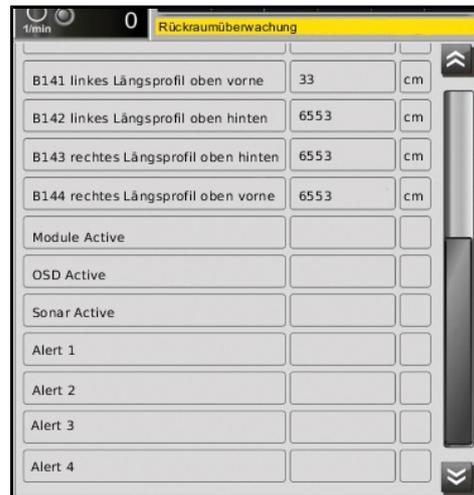 1/min 0 Rückraumüberwachung
B141 linkes Längsprofil oben vorne 33 cm
B142 linkes Längsprofil oben hinten 6553 cm
B143 rechtes Längsprofil oben hinten 6553 cm
B144 rechtes Längsprofil oben vorne 6553 cm
Module Active
OSD Active
Sonar Active
Alert 1
Alert 2
Alert 3
Alert 4